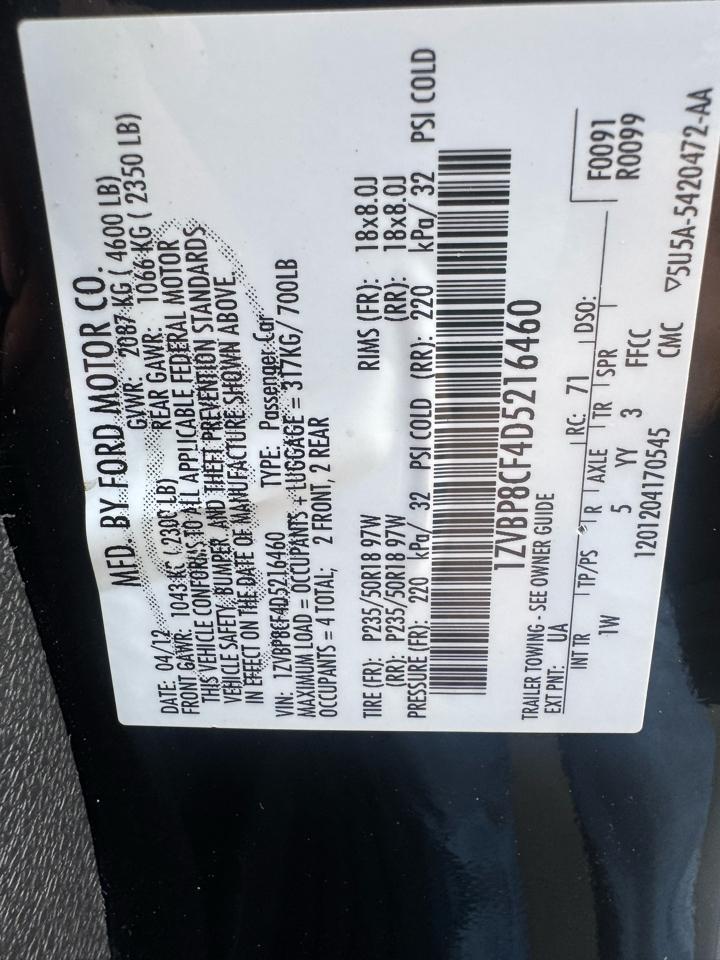 MFD. BY FORD MOTOR CO.
DATE: 04/12 GVWR: 2087 KG ( 4600 LB)
FRONT GAWR: 1043 KG (2300 LB) REAR GAWR: 1066 KG ( 2350 LB)
THIS VEHICLE CONFORMS TO ALL APPLICABLE FEDERAL MOTOR
VEHICLE SAFETY, BUMPER, AND THEFT PREVENTION STANDARDS
IN EFFECT ON THE DATE OF MANUFACTURE SHOWN ABOVE.
VIN: 1ZVBP8CF4D5216460 TYPE: Passenger Car
MAXIMUM LOAD = OCCUPANTS + LUGGAGE = 317KG/ 700LB
OCCUPANTS = 4 TOTAL; 2 FRONT, 2 REAR
TIRE (FR): P235/50R18 97W RIMS (FR): 18x8.0J
(RR): P235/50R18 97W (RR): 18x8.0J
PRESSURE (FR): 220 kPa/ 32 PSI COLD (RR): 220 kPa/ 32 PSI COLD
1ZVBP8CF4D5216460
TRAILER TOWING - SEE OWNER GUIDE
EXT PNT: UA RC: 71 DSO: F0091
R0099
INT TR TP/PS R AXLE TR SPR
1W 5 YY 3 FFCC
1201204170545 CMC
▽5U5A-5420472-AA